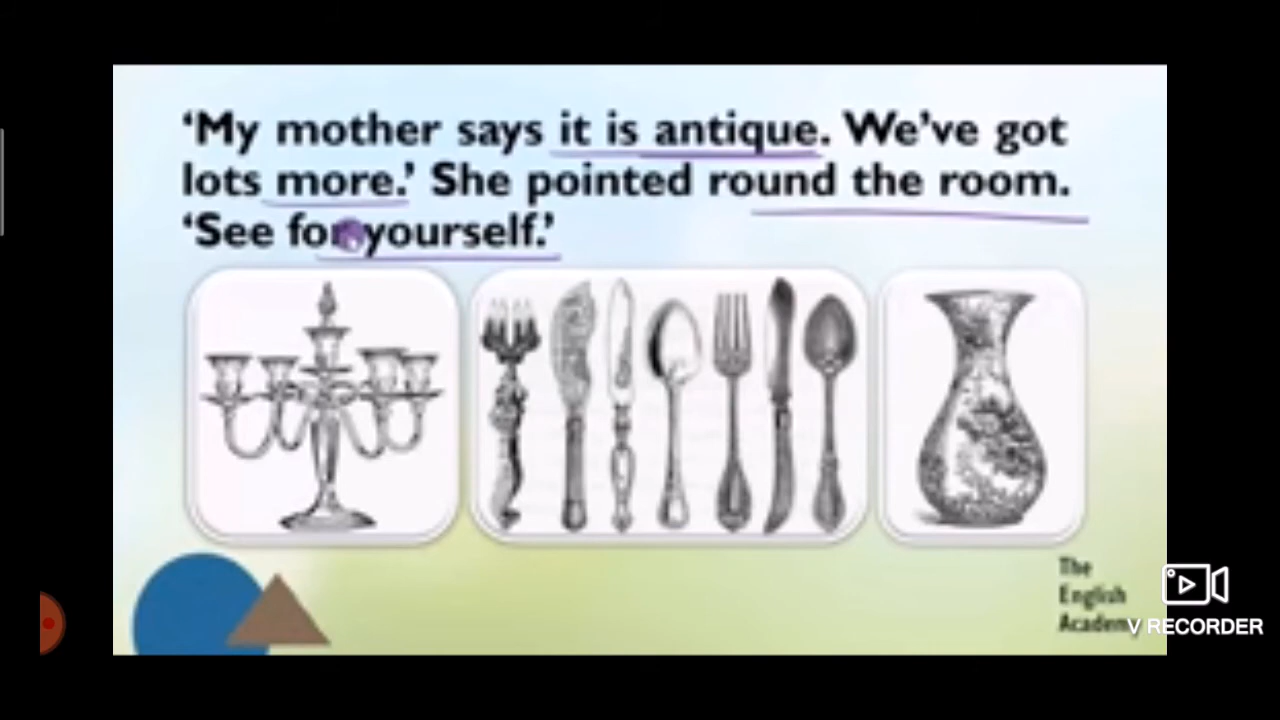 ‘My mother says it is antique. We’ve got
lots more.’ She pointed round the room.
‘See for yourself.’
The
English
Academy
V RECORDER